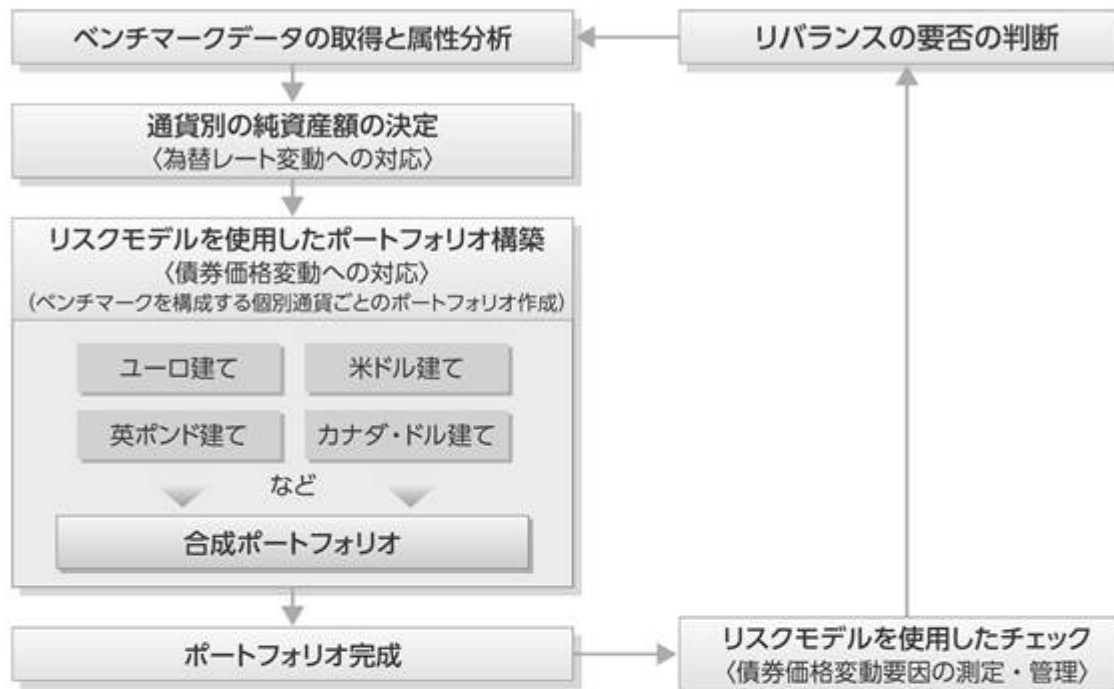 ベンチマークデータの取得と属性分析
リバランスの要否の判断
通貨別の純資産額の決定
〈為替レート変動への対応〉
リスクモデルを使用したポートフォリオ構築
〈債券価格変動への対応〉
(ベンチマークを構成する個別通貨ごとのポートフォリオ作成)
ユーロ建て
米ドル建て
英ポンド建て
カナダ・ドル建て
など
合成ポートフォリオ
ポートフォリオ完成
リスクモデルを使用したチェック
〈債券価格変動要因の測定・管理〉